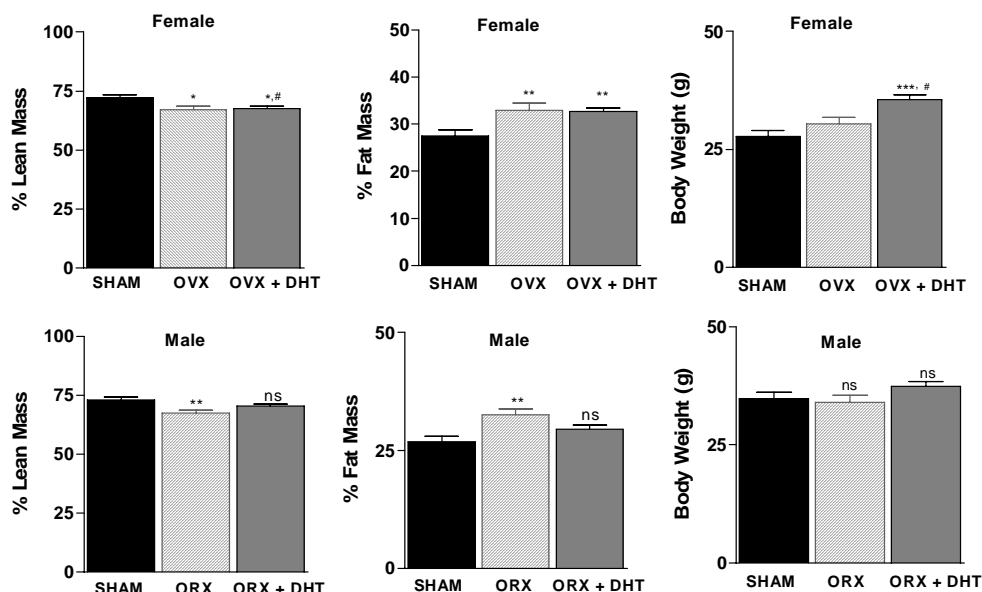 Female
% Lean Mass
100
75
50
75
0
*
*,#
SHAM
OVX
OVX + DHT
Female
% Fat Mass
50
40
30
20
10
0
**
**
SHAM
OVX
OVX + DHT
Female
Body Weight (g)
50
25
0
***, #
SHAM
OVX
OVX + DHT
Male
% Lean Mass
100
75
50
75
0
**
ns
SHAM
ORX
ORX + DHT
Male
% Fat Mass
50
25
0
**
ns
SHAM
ORX
ORX + DHT
Male
Body Weight (g)
50
25
0
ns
ns
SHAM
ORX
ORX + DHT